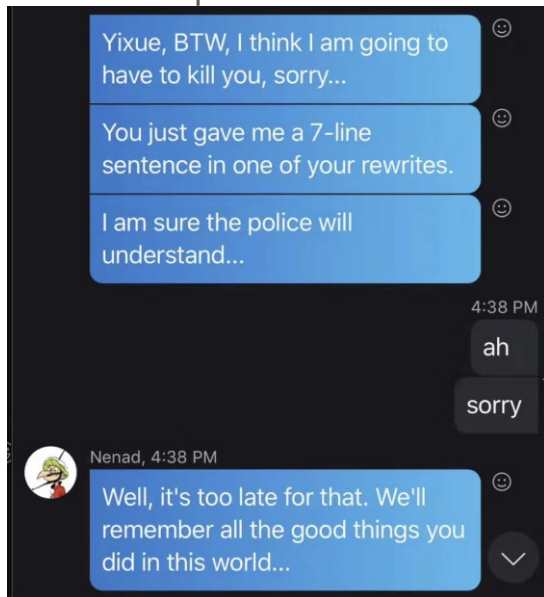 Yixue, BTW, I think I am going to
have to kill you, sorry...
You just gave me a 7-line
sentence in one of your rewrites.
I am sure the police will
understand...
4:38 PM
ah
sorry
Nenad, 4:38 PM
Well, it's too late for that. We'll
remember all the good things you
did in this world...